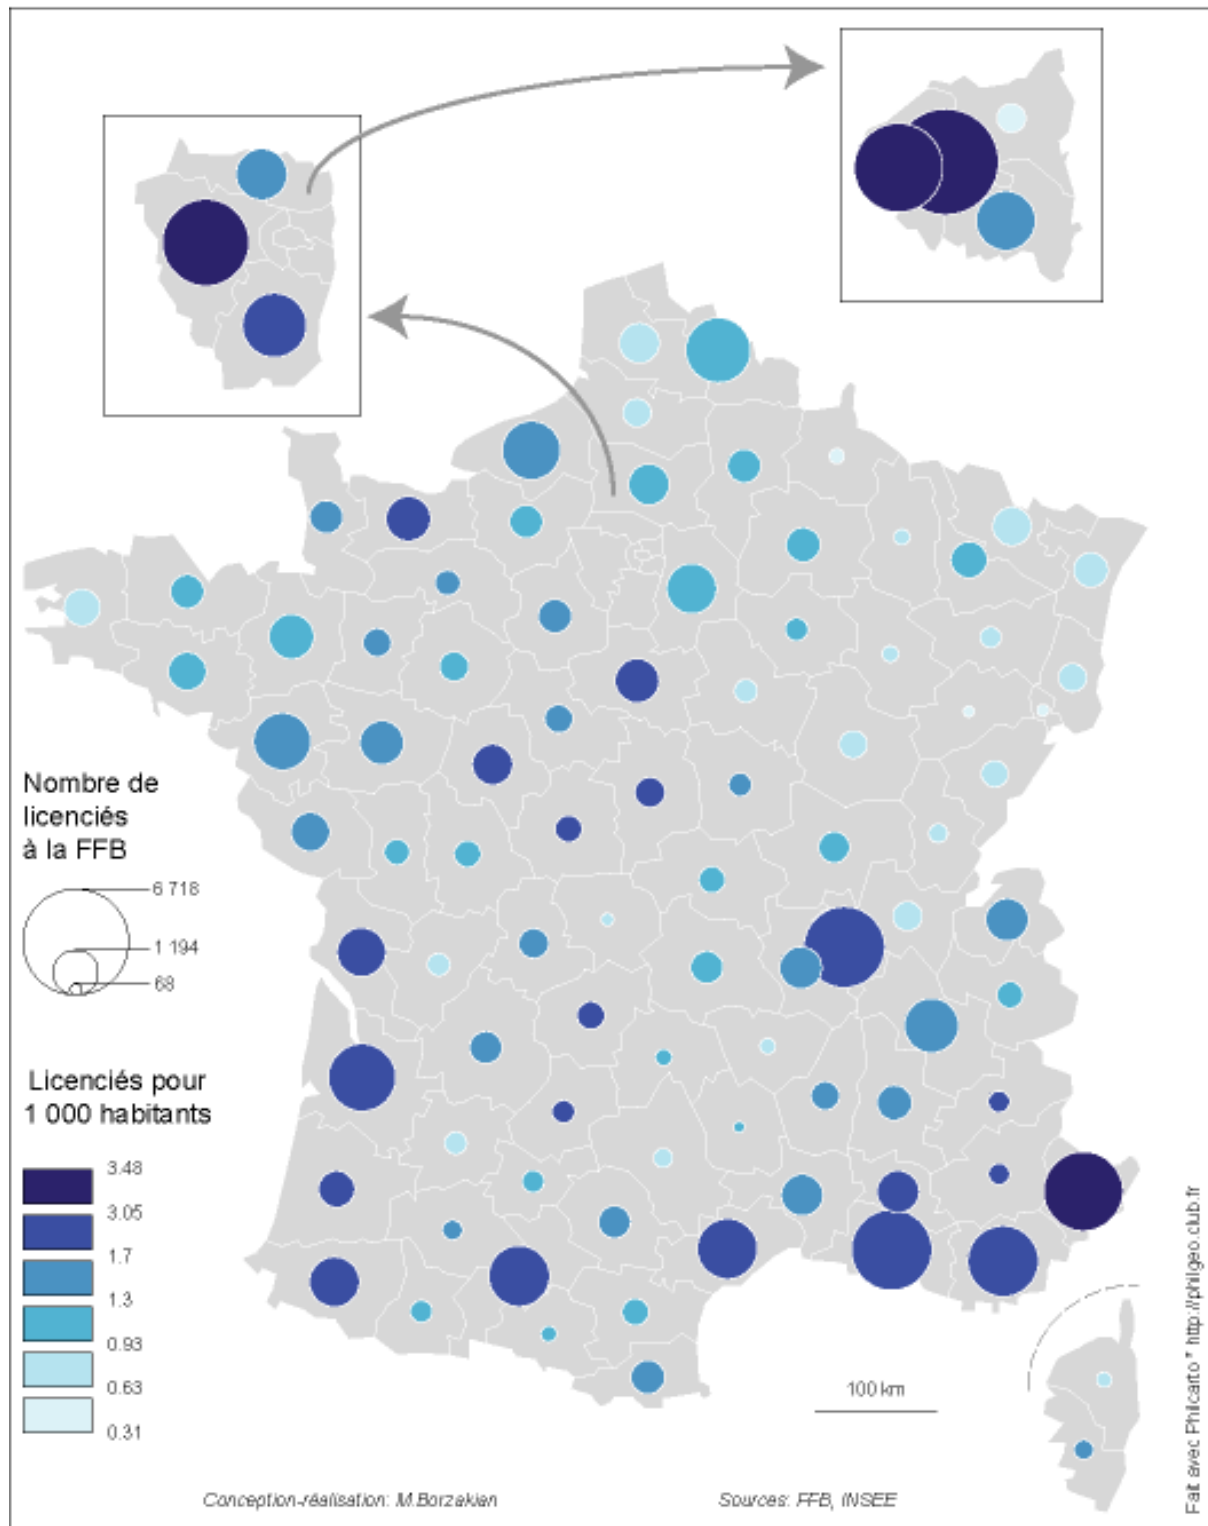 Nombre de
licenciés
à la FFB
6 718
1 194
68
Licenciés pour
1 000 habitants
3.48
3.05
1.7
1.3
0.93
0.63
0.31
100 km
Conception-réalisation: M.Borzakian
Sources: FFB, INSEE
Fait avec Philcarto * http://philgeo.club.fr